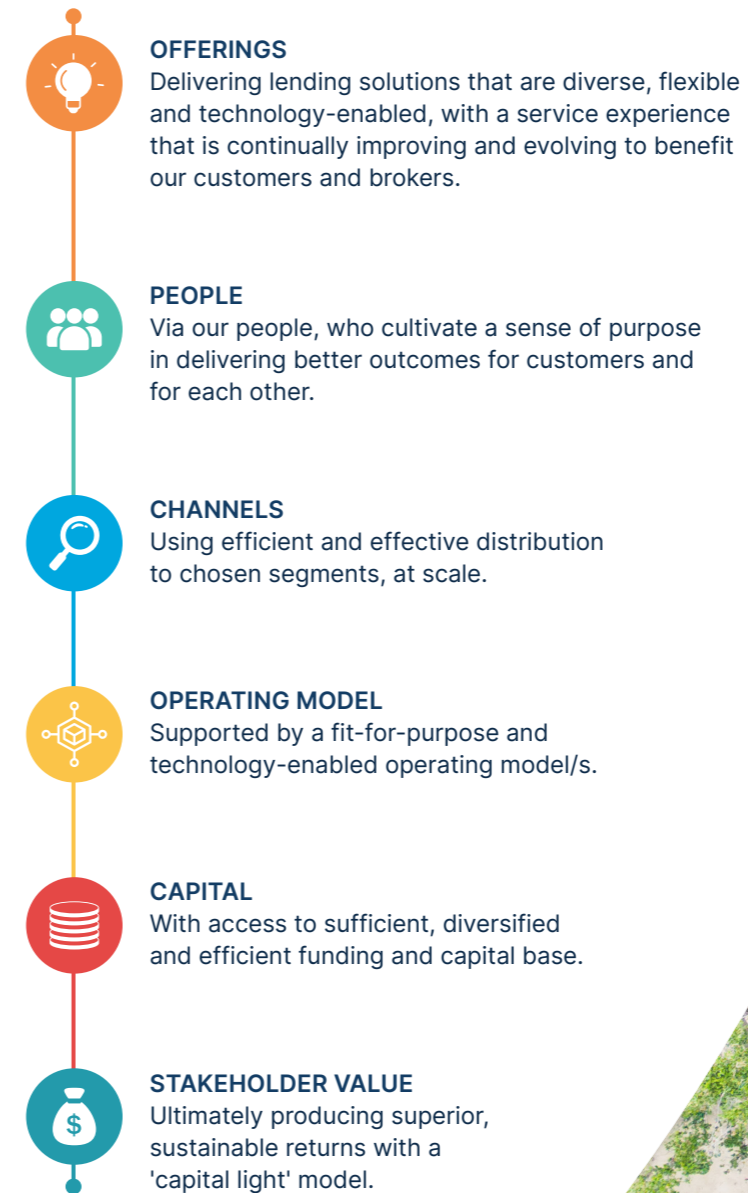 OFFERINGS
Delivering lending solutions that are diverse, flexible
and technology-enabled, with a service experience
that is continually improving and evolving to benefit
our customers and brokers.
PEOPLE
Via our people, who cultivate a sense of purpose
in delivering better outcomes for customers and
for each other.
CHANNELS
Using efficient and effective distribution
to chosen segments, at scale.
OPERATING MODEL
Supported by a fit-for-purpose and
technology-enabled operating model/s.
CAPITAL
With access to sufficient, diversified
and efficient funding and capital base.
STAKEHOLDER VALUE
Ultimately producing superior,
sustainable returns with a
'capital light' model.
$